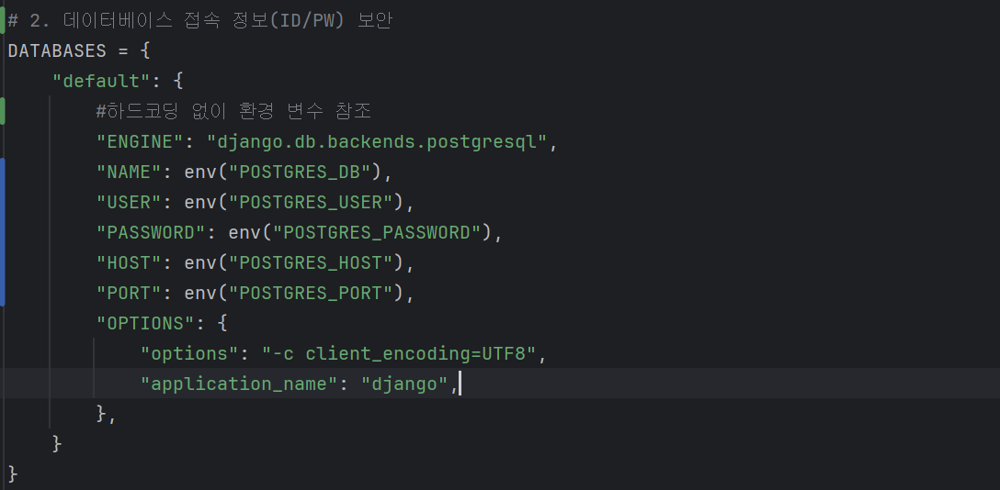 # 2. 데이터베이스 접속 정보(ID/PW) 보안
DATABASES = {
    "default": {
        #하드코딩 없이 환경 변수 참조
        "ENGINE": "django.db.backends.postgresql",
        "NAME": env("POSTGRES_DB"),
        "USER": env("POSTGRES_USER"),
        "PASSWORD": env("POSTGRES_PASSWORD"),
        "HOST": env("POSTGRES_HOST"),
        "PORT": env("POSTGRES_PORT"),
        "OPTIONS": {
            "options": "-c client_encoding=UTF8",
            "application_name": "django",
        },
    }
}